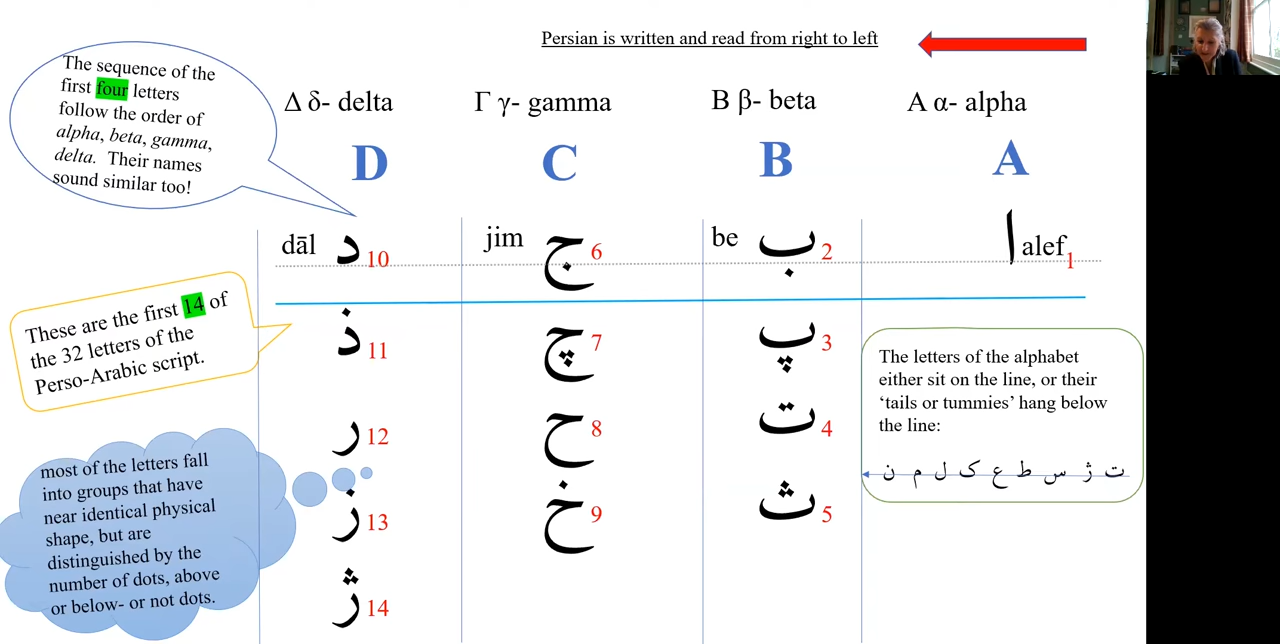 Persian is written and read from right to left
The sequence of the
first four letters
follow the order of
alpha, beta, gamma,
delta. Their names
sound similar too!
Δ δ- delta
Γ γ- gamma
Β β- beta
Α α- alpha
D
C
B
A
dāl د 10
jim ج 6
be ب 2
ا alef 1
These are the first 14 of
the 32 letters of the
Perso-Arabic script.
ذ 11
چ 7
پ 3
ر 12
ح 8
ت 4
ز 13
خ 9
ث 5
ژ 14
The letters of the alphabet
either sit on the line, or their
‘tails or tummies’ hang below
the line:
ت ژ س ط ع ک ل م ن
most of the letters fall
into groups that have
near identical physical
shape, but are
distinguished by the
number of dots, above
or below- or not dots.